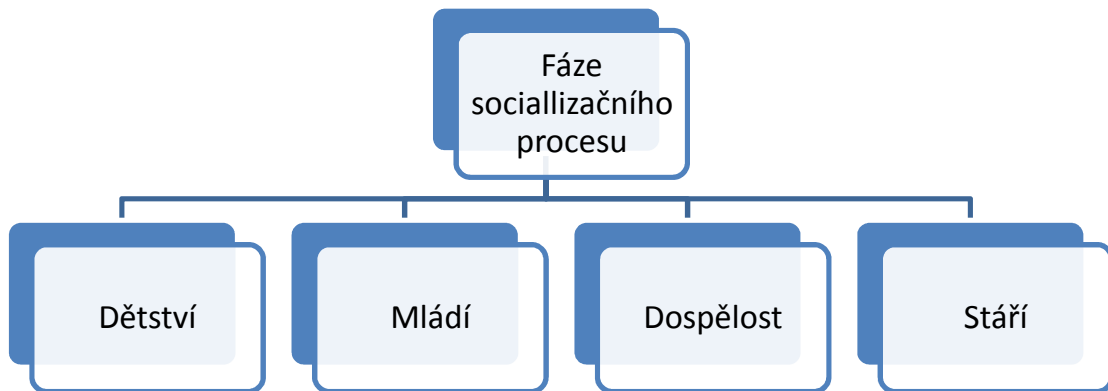 Fáze
sociallizačního
procesu
Dětství
Mládí
Dospělost
Stáří